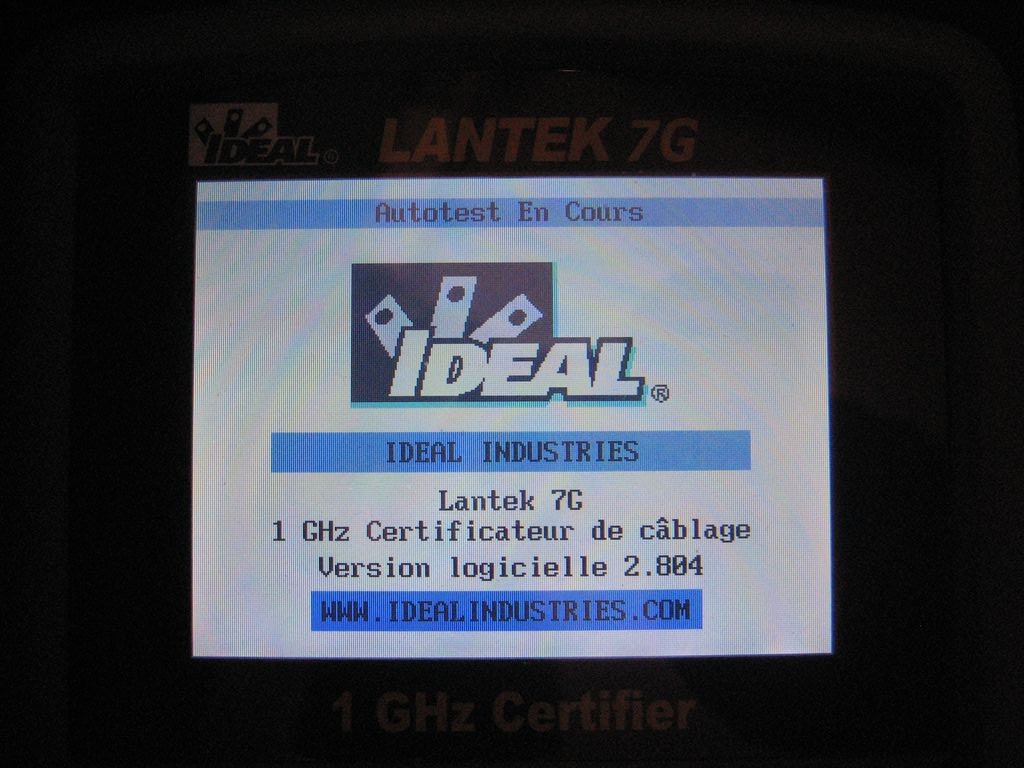 IDEAL® LANTEK 7G
Autotest En Cours
IDEAL®
IDEAL INDUSTRIES
Lantek 7G
1 GHz Certificateur de câblage
Version logicielle 2.804
WWW.IDEALINDUSTRIES.COM
1 GHz Certifier